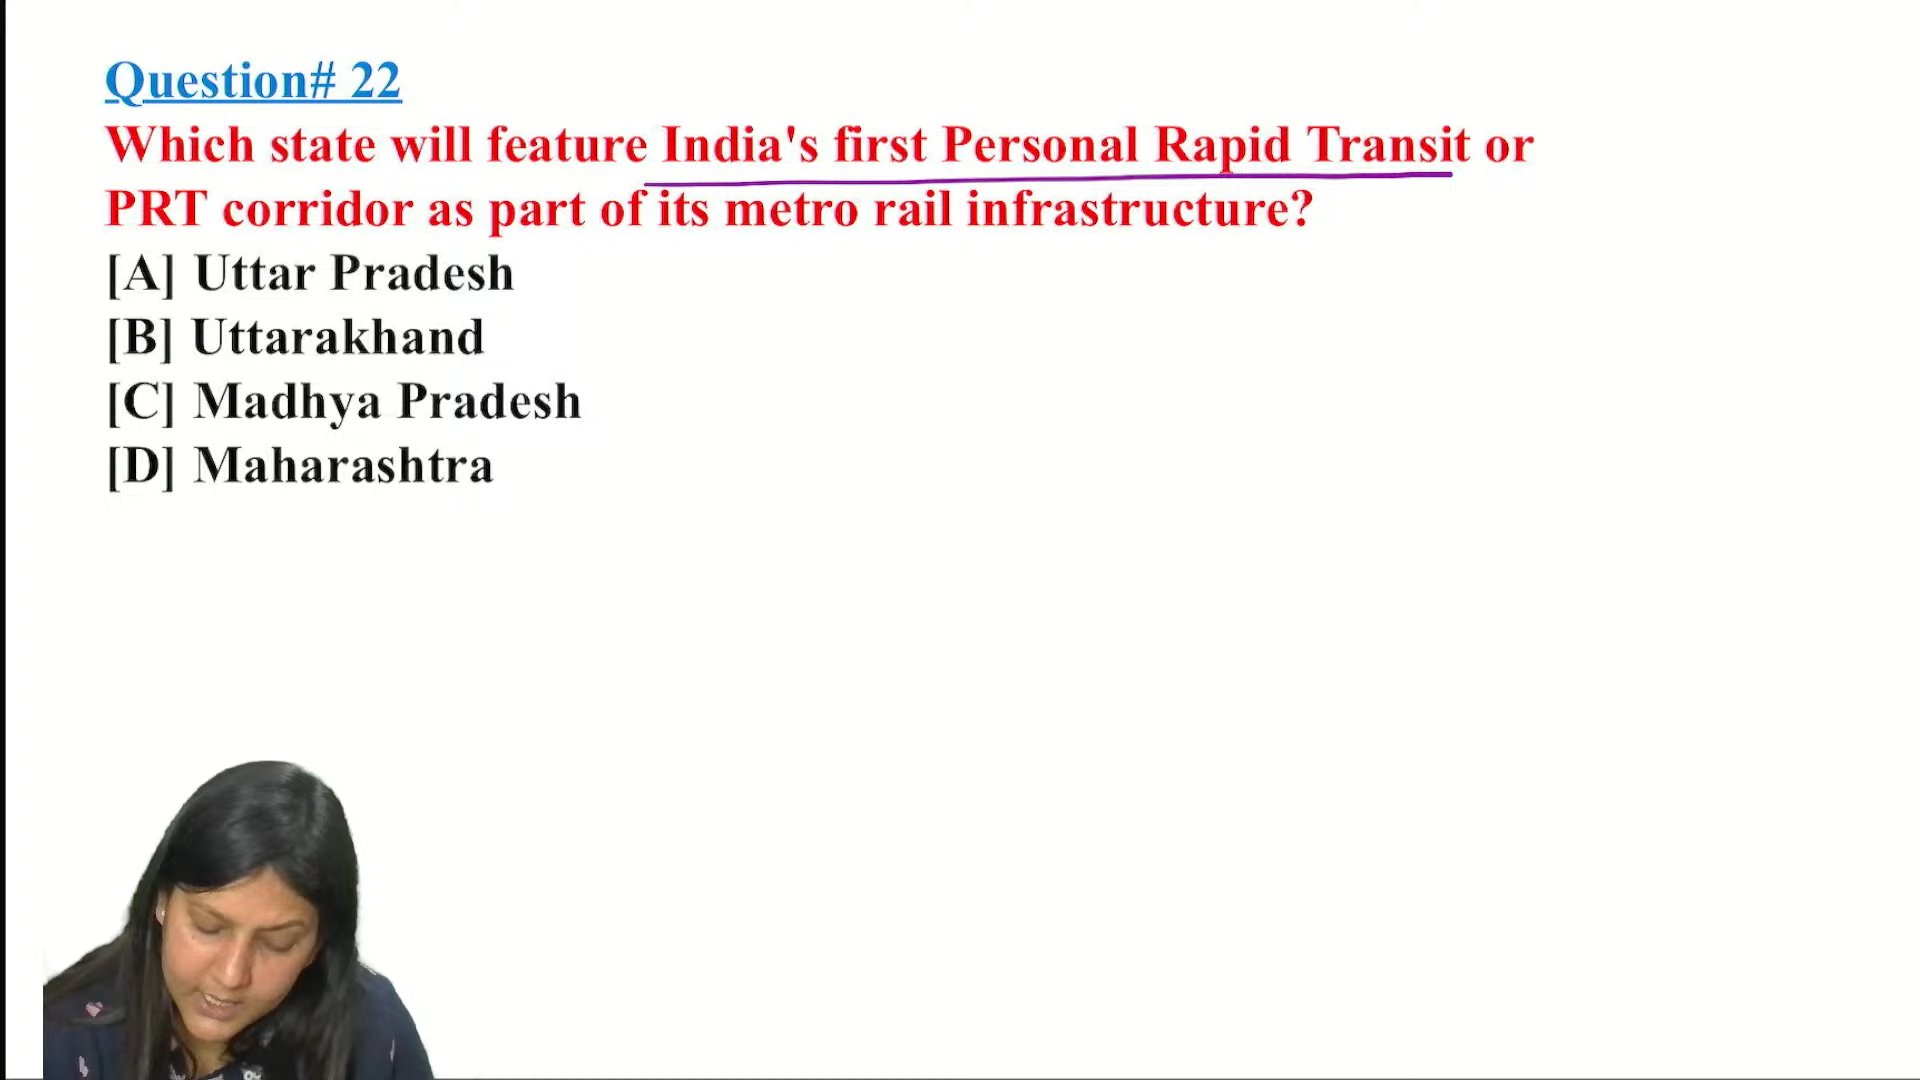 Question# 22
Which state will feature India's first Personal Rapid Transit or
PRT corridor as part of its metro rail infrastructure?
[A] Uttar Pradesh
[B] Uttarakhand
[C] Madhya Pradesh
[D] Maharashtra